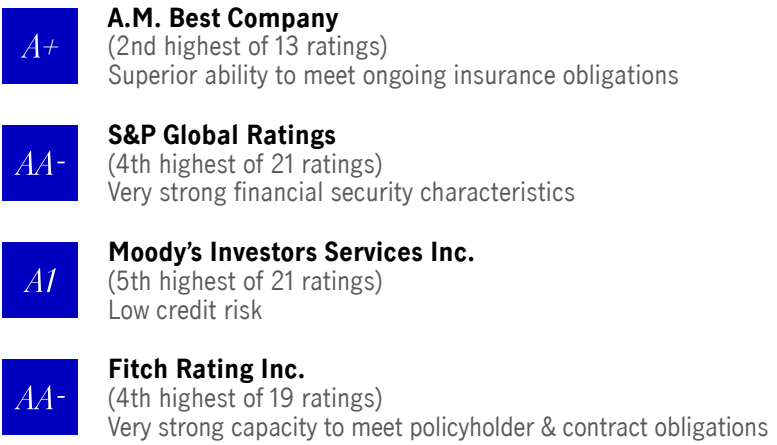 A+
A.M. Best Company
(2nd highest of 13 ratings)
Superior ability to meet ongoing insurance obligations
AA-
S&P Global Ratings
(4th highest of 21 ratings)
Very strong financial security characteristics
A1
Moody's Investors Services Inc.
(5th highest of 21 ratings)
Low credit risk
AA-
Fitch Rating Inc.
(4th highest of 19 ratings)
Very strong capacity to meet policyholder & contract obligations